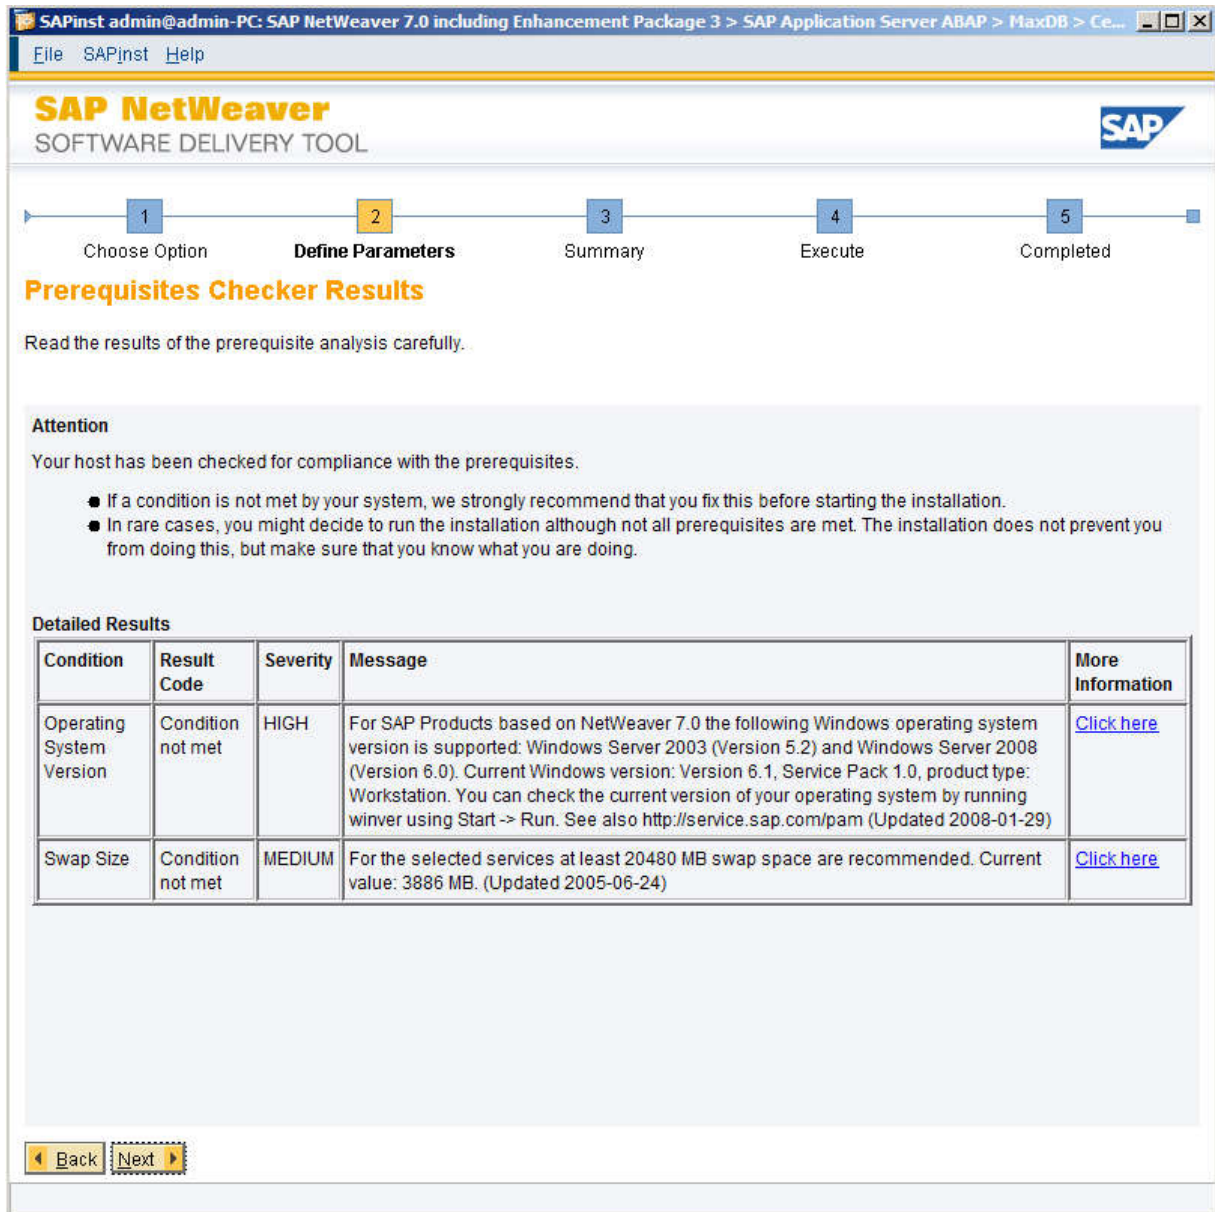 SAPinst admin@admin-PC: SAP NetWeaver 7.0 including Enhancement Package 3 > SAP Application Server ABAP > MaxDB > Ce...
File SAPinst Help
SAP NetWeaver
SOFTWARE DELIVERY TOOL
SAP
1 2 3 4 5
Choose Option Define Parameters Summary Execute Completed
Prerequisites Checker Results
Read the results of the prerequisite analysis carefully.
Attention
Your host has been checked for compliance with the prerequisites.
If a condition is not met by your system, we strongly recommend that you fix this before starting the installation.
In rare cases, you might decide to run the installation although not all prerequisites are met. The installation does not prevent you
from doing this, but make sure that you know what you are doing.
Detailed Results
Condition
Result
Code
Severity
Message
More
Information
Operating
System
Version
Condition
not met
HIGH
For SAP Products based on NetWeaver 7.0 the following Windows operating system
version is supported: Windows Server 2003 (Version 5.2) and Windows Server 2008
(Version 6.0). Current Windows version: Version 6.1, Service Pack 1.0, product type:
Workstation. You can check the current version of your operating system by running
winver using Start -> Run. See also http://service.sap.com/pam (Updated 2008-01-29)
Click here
Swap Size
Condition
not met
MEDIUM
For the selected services at least 20480 MB swap space are recommended. Current
value: 3886 MB. (Updated 2005-06-24)
Click here
Back Next